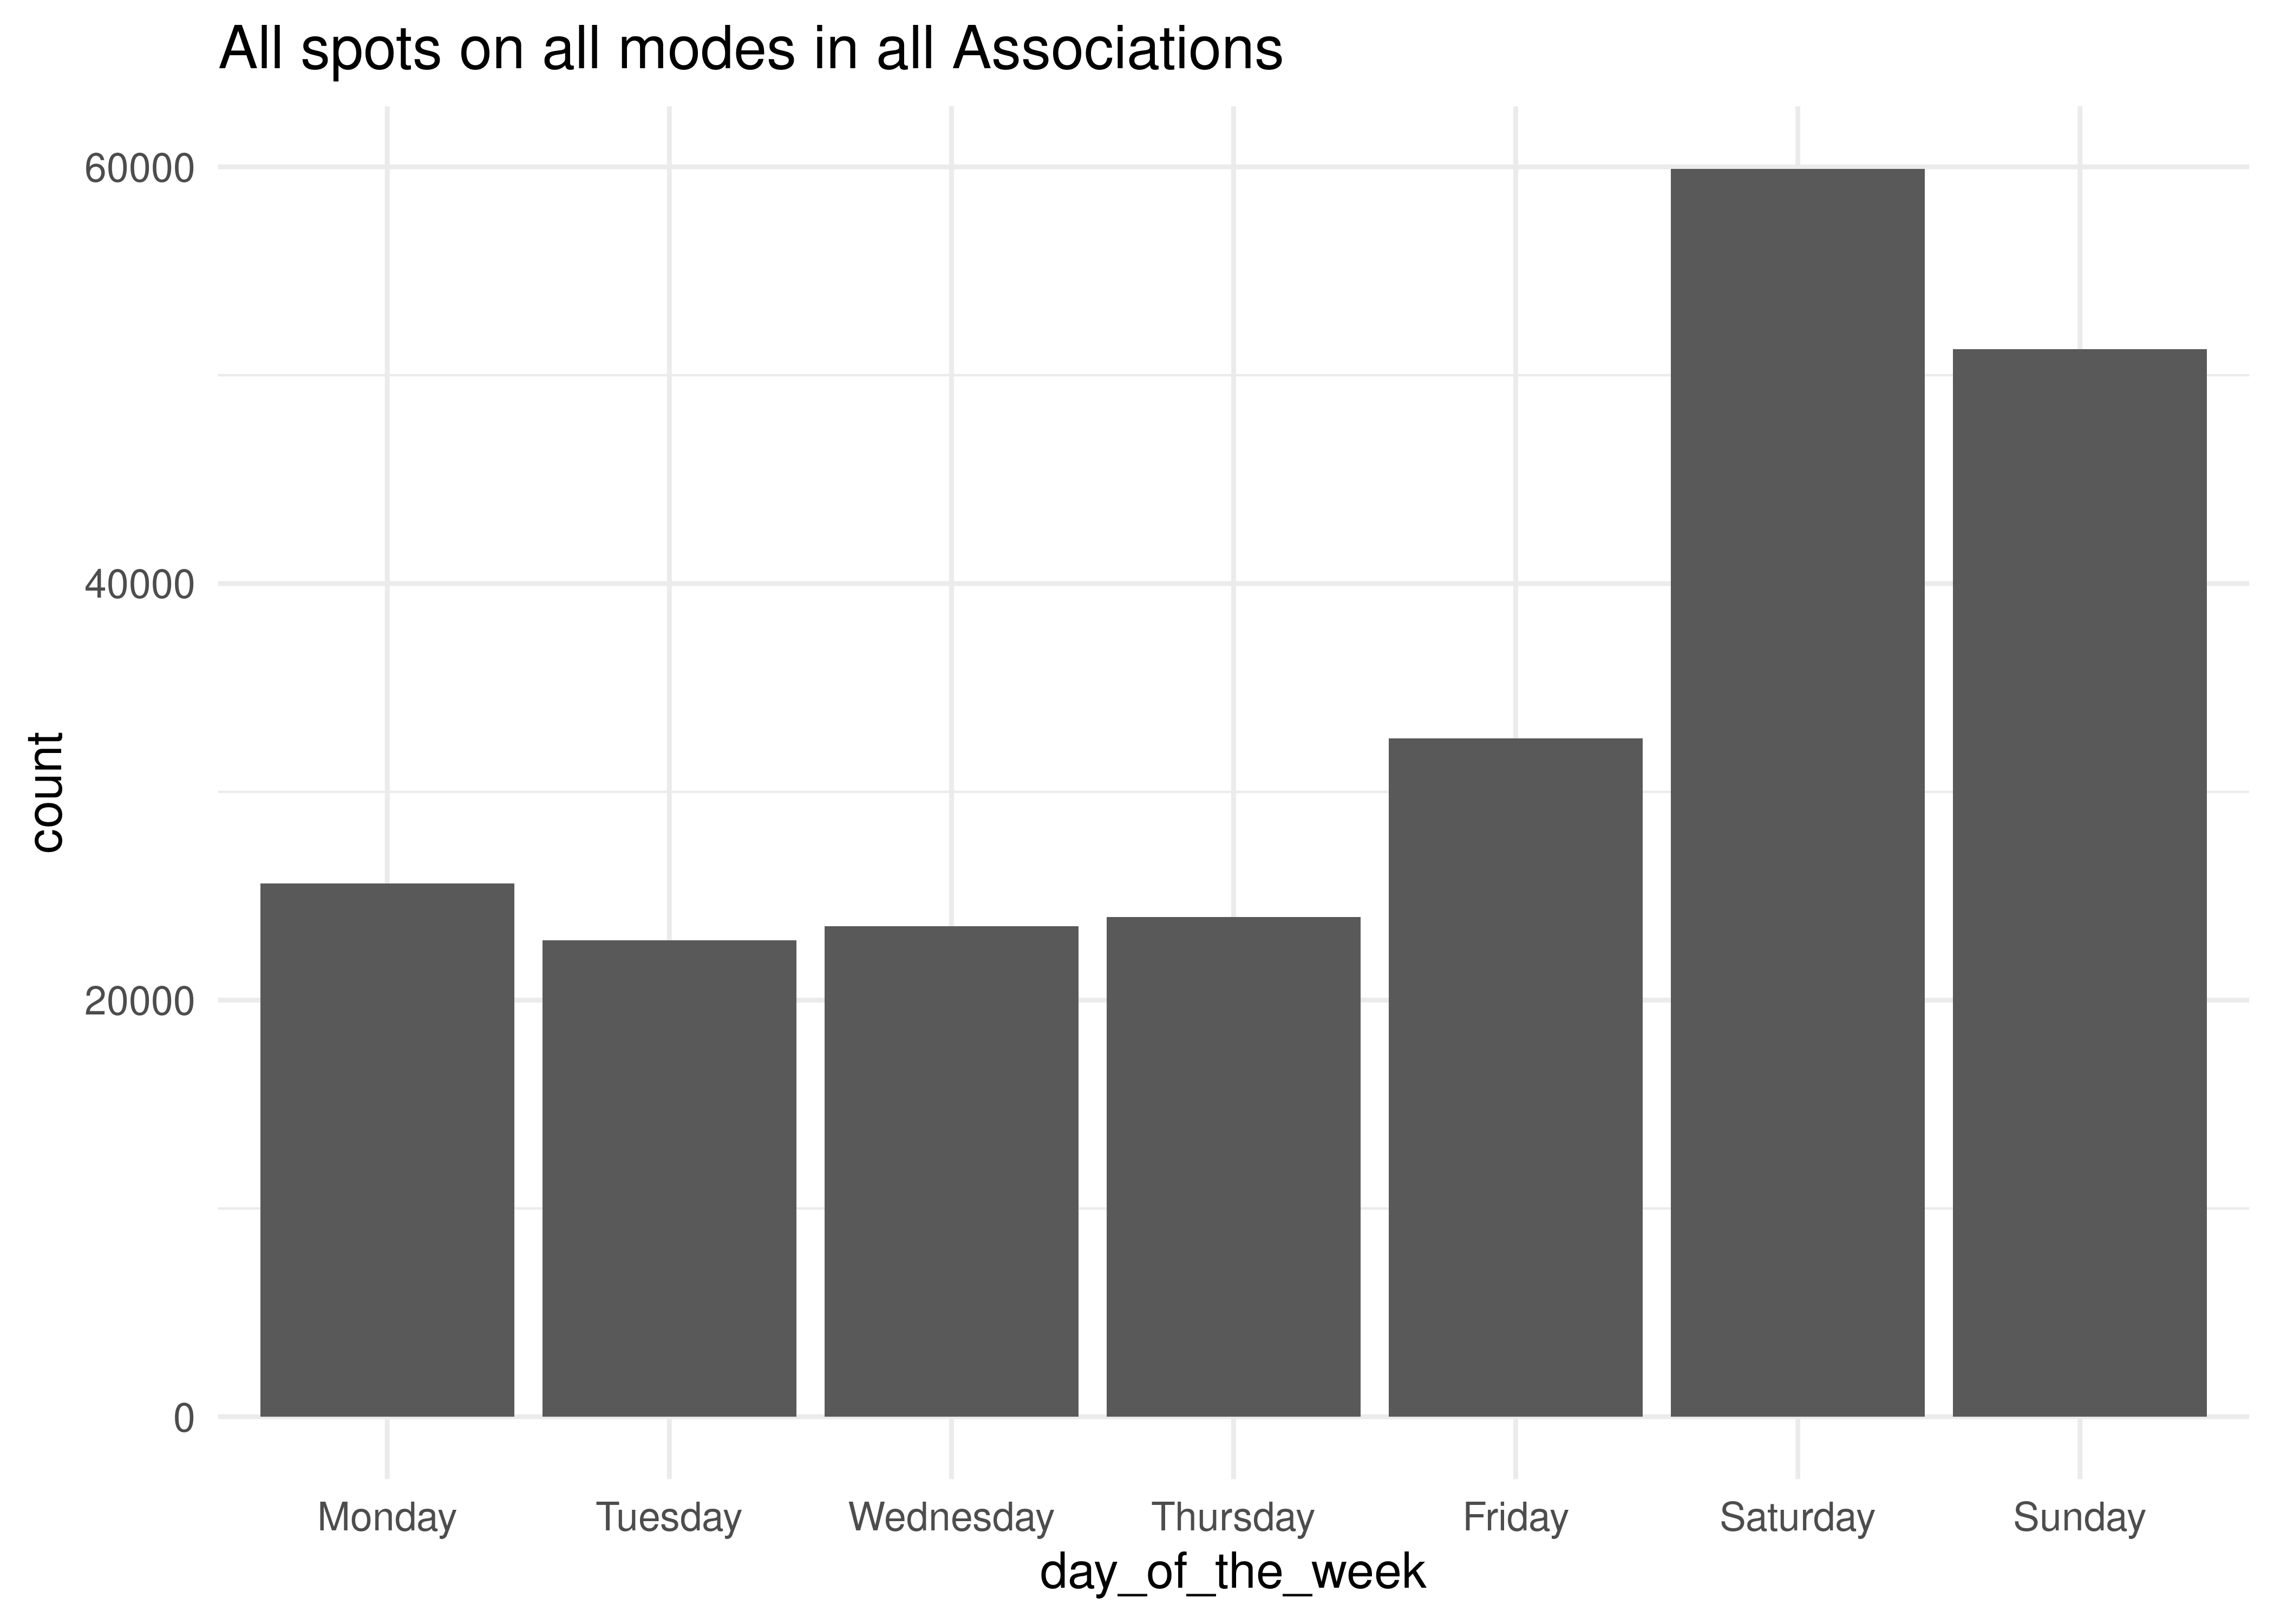 All spots on all modes in all Associations
60000
40000
20000
0
count
Monday Tuesday Wednesday Thursday Friday Saturday Sunday
day_of_the_week